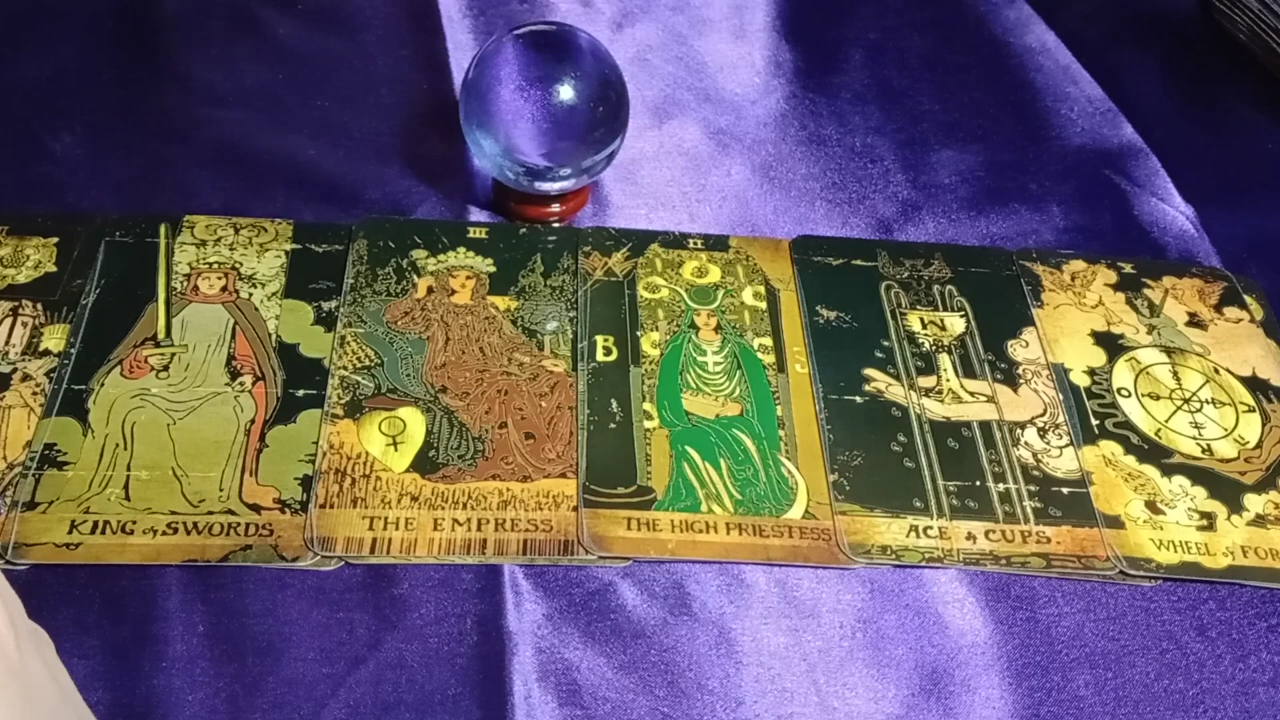 KING of SWORDS.
III
THE EMPRESS.
II
B
J
THE HIGH PRIESTESS
ACE of CUPS.
X
WHEEL of FOR